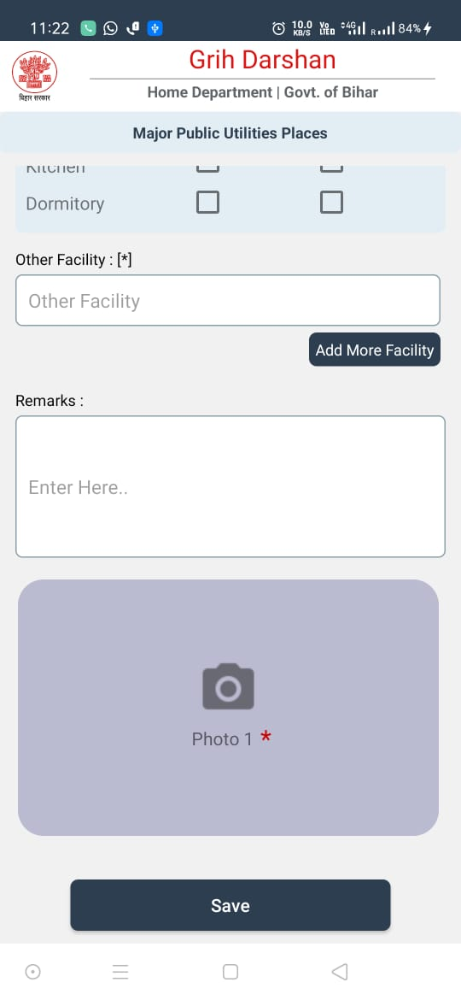 11:22
10.0 KB/S
Vo LTED
4G
R
84%
Grih Darshan
बिहार सरकार
Home Department | Govt. of Bihar
Major Public Utilities Places
Kitchen
Dormitory
Other Facility : [*]
Other Facility
Add More Facility
Remarks :
Enter Here..
Photo 1 *
Save